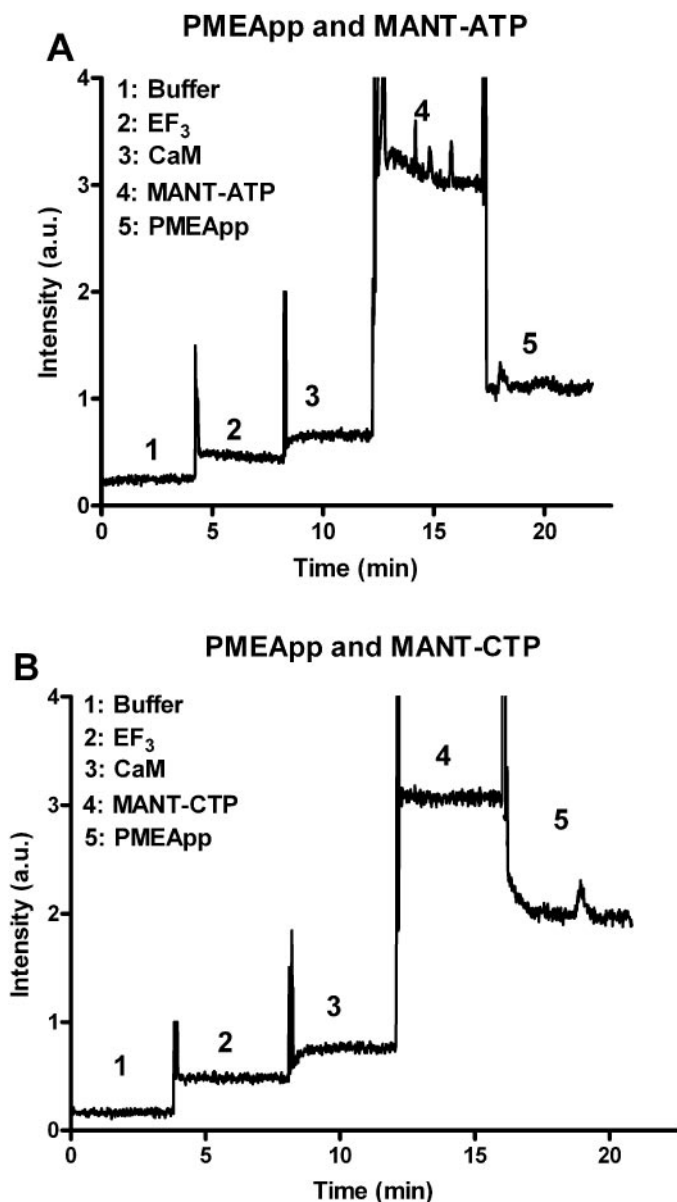 PMEApp and MANT-ATP
A
4
1: Buffer
2: EF₃
3: CaM
4: MANT-ATP
5: PMEApp
4
3
2
1
0
Intensity (a.u.)
1
2
3
5
0
5
10
15
20
Time (min)
PMEApp and MANT-CTP
B
4
1: Buffer
2: EF₃
3: CaM
4: MANT-CTP
5: PMEApp
4
3
2
1
0
Intensity (a.u.)
1
2
3
5
0
5
10
15
20
Time (min)